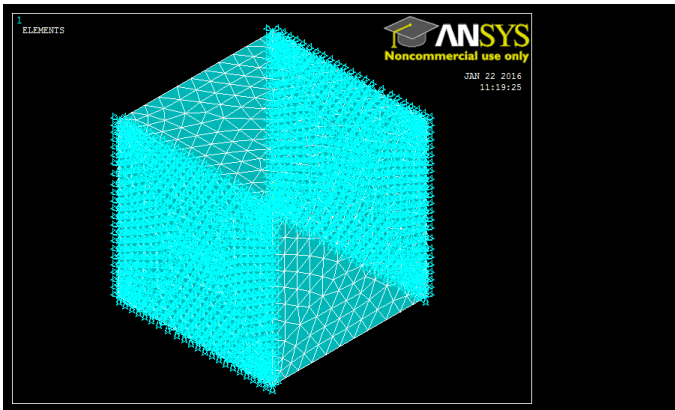 1
ELEMENTS
ANSYS
Noncommercial use only
JAN 22 2016
11:19:25